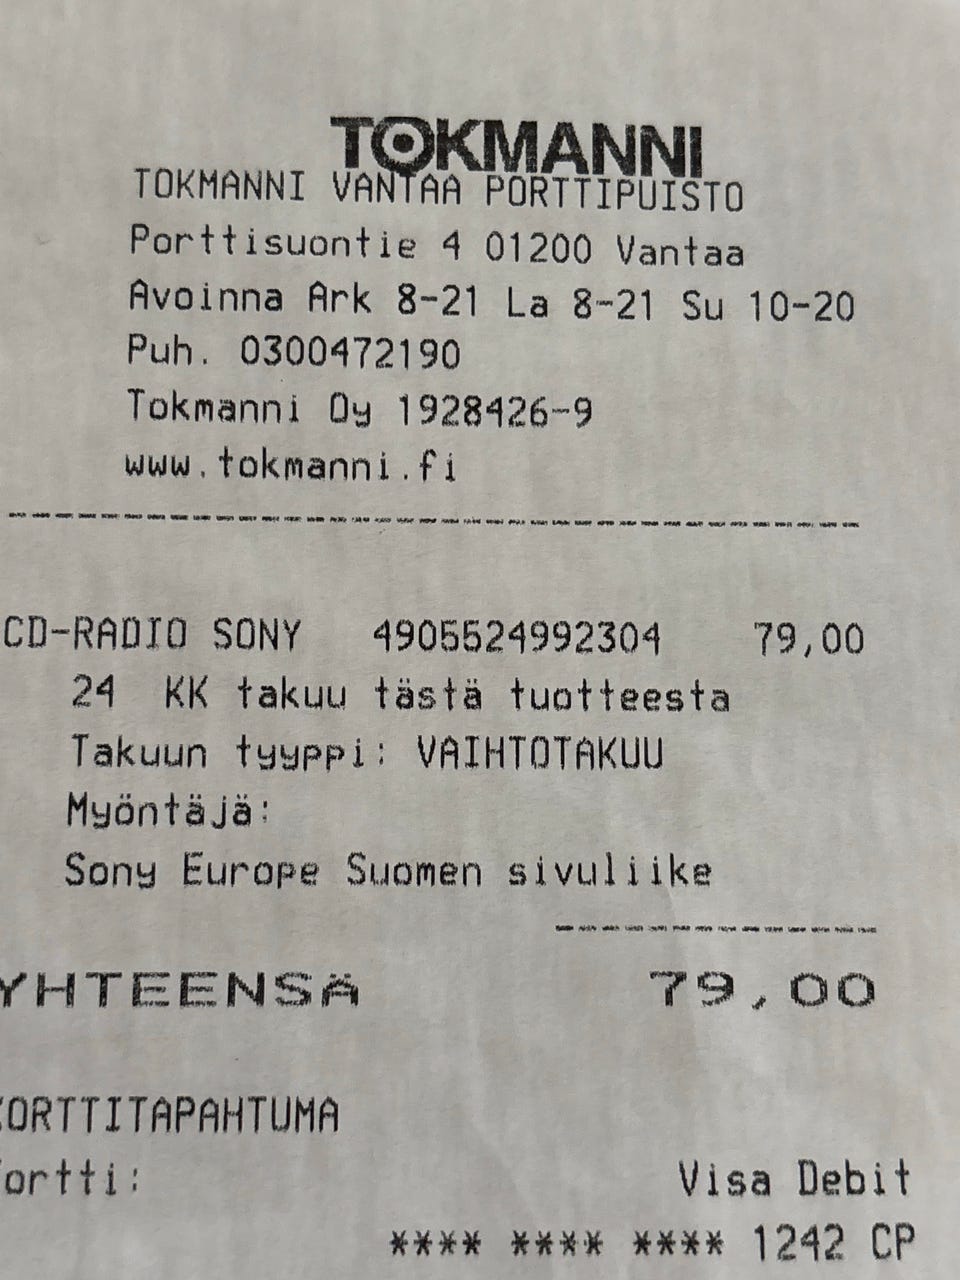 TOKMANNI
TOKMANNI VANTAA PORTTIPUISTO
Porttisuontie 4 01200 Vantaa
Avoinna Ark 8-21 La 8-21 Su 10-20
Puh. 0300472190
Tokmanni Oy 1928426-9
www.tokmanni.fi
CD-RADIO SONY 4905524992304 79,00
24 KK takuu tästä tuotteesta
Takuun tyyppi: VAIHTOTAKUU
Myöntäjä:
Sony Europe Suomen sivuliike
YHTEENSÄ 79,00
KORTTITAPAHTUMA
Kortti: Visa Debit
**** **** **** 1242 CP